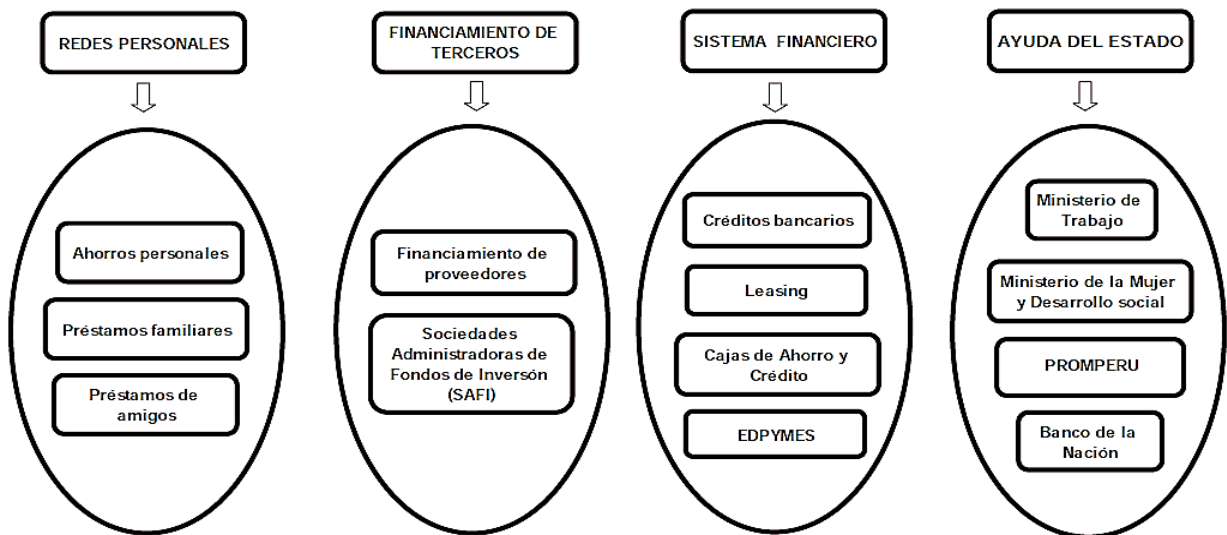 REDES PERSONALES
Ahorros personales
Préstamos familiares
Préstamos de
amigos
FINANCIAMIENTO DE
TERCEROS
Financiamiento de
proveedores
Sociedades
Administradoras de
Fondos de Inversón
(SAFI)
SISTEMA FINANCIERO
Créditos bancarios
Leasing
Cajas de Ahorro y
Crédito
EDPYMES
AYUDA DEL ESTADO
Ministerio de
Trabajo
Ministerio de la Mujer
y Desarrollo social
PROMPERU
Banco de la
Nación